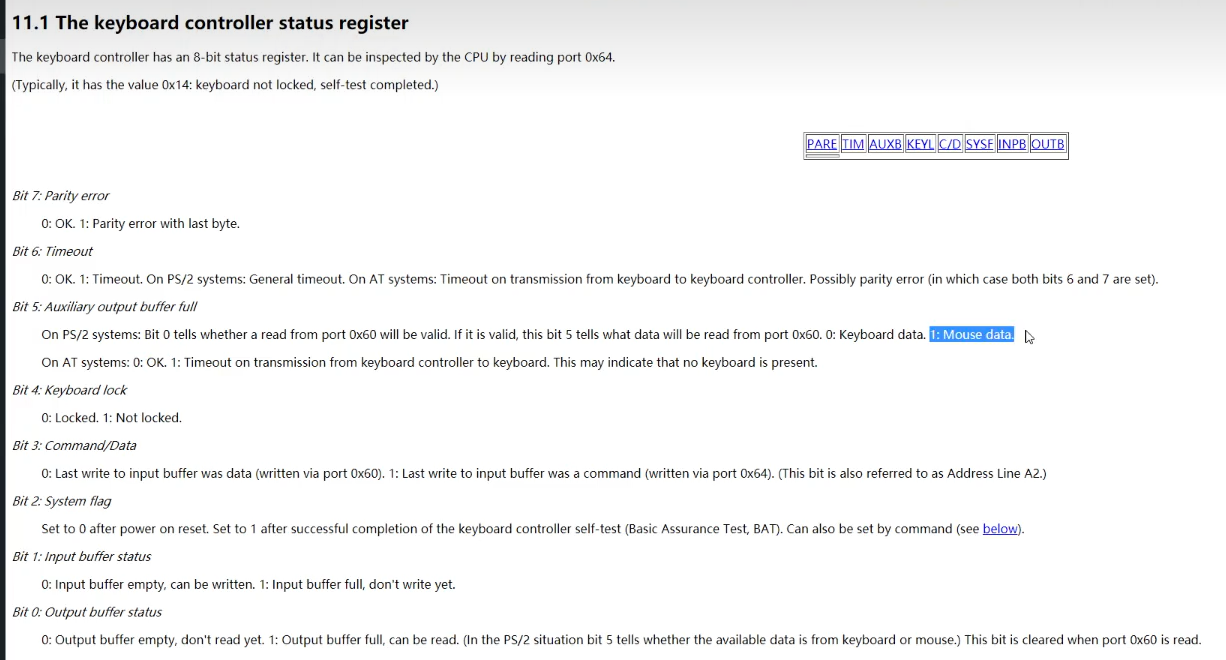 11.1 The keyboard controller status register
The keyboard controller has an 8-bit status register. It can be inspected by the CPU by reading port 0x64.
(Typically, it has the value 0x14: keyboard not locked, self-test completed.)
PARE TIM AUXB KEYL C/D SYSF INPB OUTB
Bit 7: Parity error
0: OK. 1: Parity error with last byte.
Bit 6: Timeout
0: OK. 1: Timeout. On PS/2 systems: General timeout. On AT systems: Timeout on transmission from keyboard to keyboard controller. Possibly parity error (in which case both bits 6 and 7 are set).
Bit 5: Auxiliary output buffer full
On PS/2 systems: Bit 0 tells whether a read from port 0x60 will be valid. If it is valid, this bit 5 tells what data will be read from port 0x60. 0: Keyboard data. 1: Mouse data.
On AT systems: 0: OK. 1: Timeout on transmission from keyboard controller to keyboard. This may indicate that no keyboard is present.
Bit 4: Keyboard lock
0: Locked. 1: Not locked.
Bit 3: Command/Data
0: Last write to input buffer was data (written via port 0x60). 1: Last write to input buffer was a command (written via port 0x64). (This bit is also referred to as Address Line A2.)
Bit 2: System flag
Set to 0 after power on reset. Set to 1 after successful completion of the keyboard controller self-test (Basic Assurance Test, BAT). Can also be set by command (see below).
Bit 1: Input buffer status
0: Input buffer empty, can be written. 1: Input buffer full, don't write yet.
Bit 0: Output buffer status
0: Output buffer empty, don't read yet. 1: Output buffer full, can be read. (In the PS/2 situation bit 5 tells whether the available data is from keyboard or mouse.) This bit is cleared when port 0x60 is read.